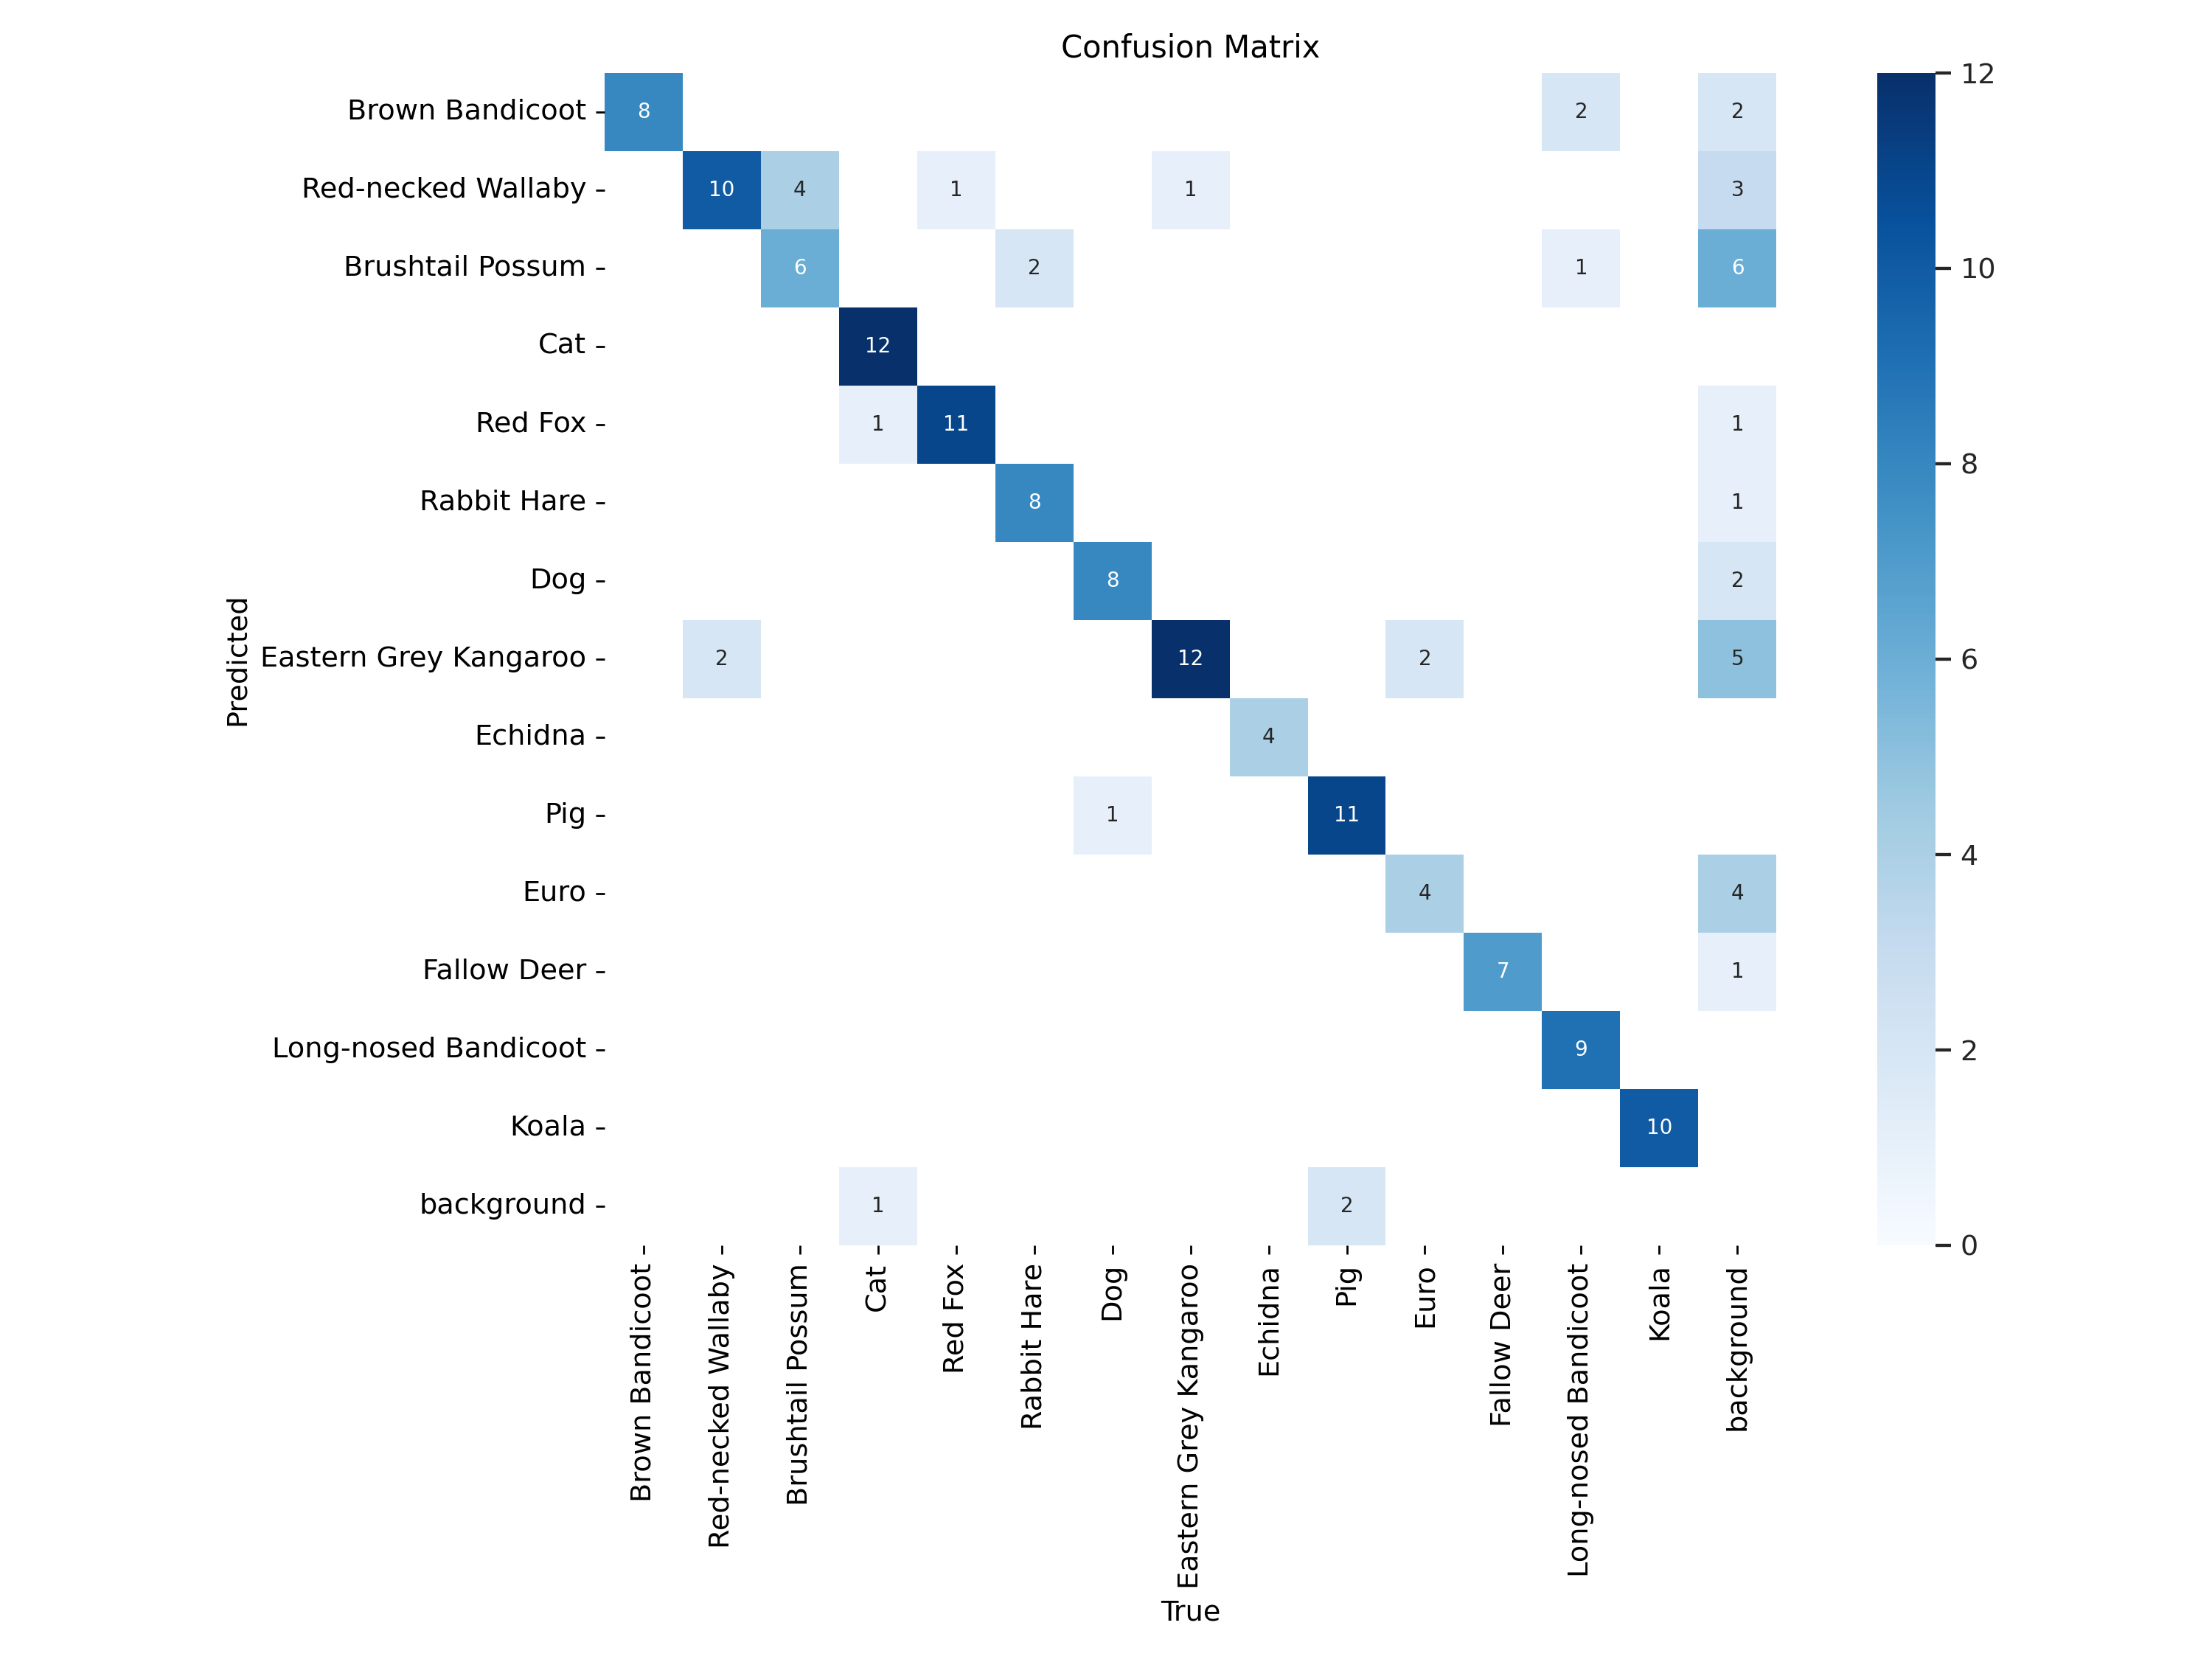 Confusion Matrix
Brown Bandicoot 8 2 2
Red-necked Wallaby 10 4 1 1 3
Brushtail Possum 6 2 1 6
Cat 12
Red Fox 1 11 1
Rabbit Hare 8 1
Dog 8 2
Eastern Grey Kangaroo 2 12 2 5
Echidna 4
Pig 1 11
Euro 4 4
Fallow Deer 7 1
Long-nosed Bandicoot 9
Koala 10
background 1 2
Predicted
Brown Bandicoot
Red-necked Wallaby
Brushtail Possum
Cat
Red Fox
Rabbit Hare
Dog
Eastern Grey Kangaroo
Echidna
Pig
Euro
Fallow Deer
Long-nosed Bandicoot
Koala
background
True
12
10
8
6
4
2
0